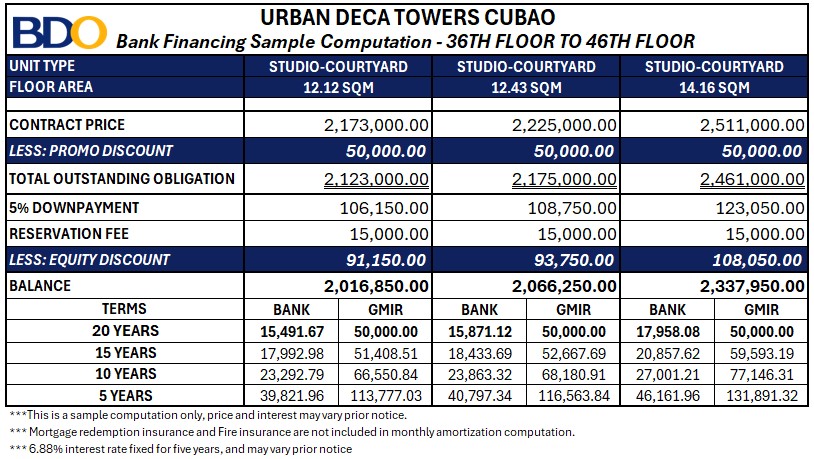 BDO
URBAN DECA TOWERS CUBAO
Bank Financing Sample Computation - 36TH FLOOR TO 46TH FLOOR
UNIT TYPE STUDIO-COURTYARD STUDIO-COURTYARD STUDIO-COURTYARD
FLOOR AREA 12.12 SQM 12.43 SQM 14.16 SQM
CONTRACT PRICE 2,173,000.00 2,225,000.00 2,511,000.00
LESS: PROMO DISCOUNT 50,000.00 50,000.00 50,000.00
TOTAL OUTSTANDING OBLIGATION 2,123,000.00 2,175,000.00 2,461,000.00
5% DOWNPAYMENT 106,150.00 108,750.00 123,050.00
RESERVATION FEE 15,000.00 15,000.00 15,000.00
LESS: EQUITY DISCOUNT 91,150.00 93,750.00 108,050.00
BALANCE 2,016,850.00 2,066,250.00 2,337,950.00
TERMS BANK GMIR BANK GMIR BANK GMIR
20 YEARS 15,491.67 50,000.00 15,871.12 50,000.00 17,958.08 50,000.00
15 YEARS 17,992.98 51,408.51 18,433.69 52,667.69 20,857.62 59,593.19
10 YEARS 23,292.79 66,550.84 23,863.32 68,180.91 27,001.21 77,146.31
5 YEARS 39,821.96 113,777.03 40,797.34 116,563.84 46,161.96 131,891.32
***This is a sample computation only, price and interest may vary prior notice.
*** Mortgage redemption insurance and Fire insurance are not included in monthly amortization computation.
*** 6.88% interest rate fixed for five years, and may vary prior notice